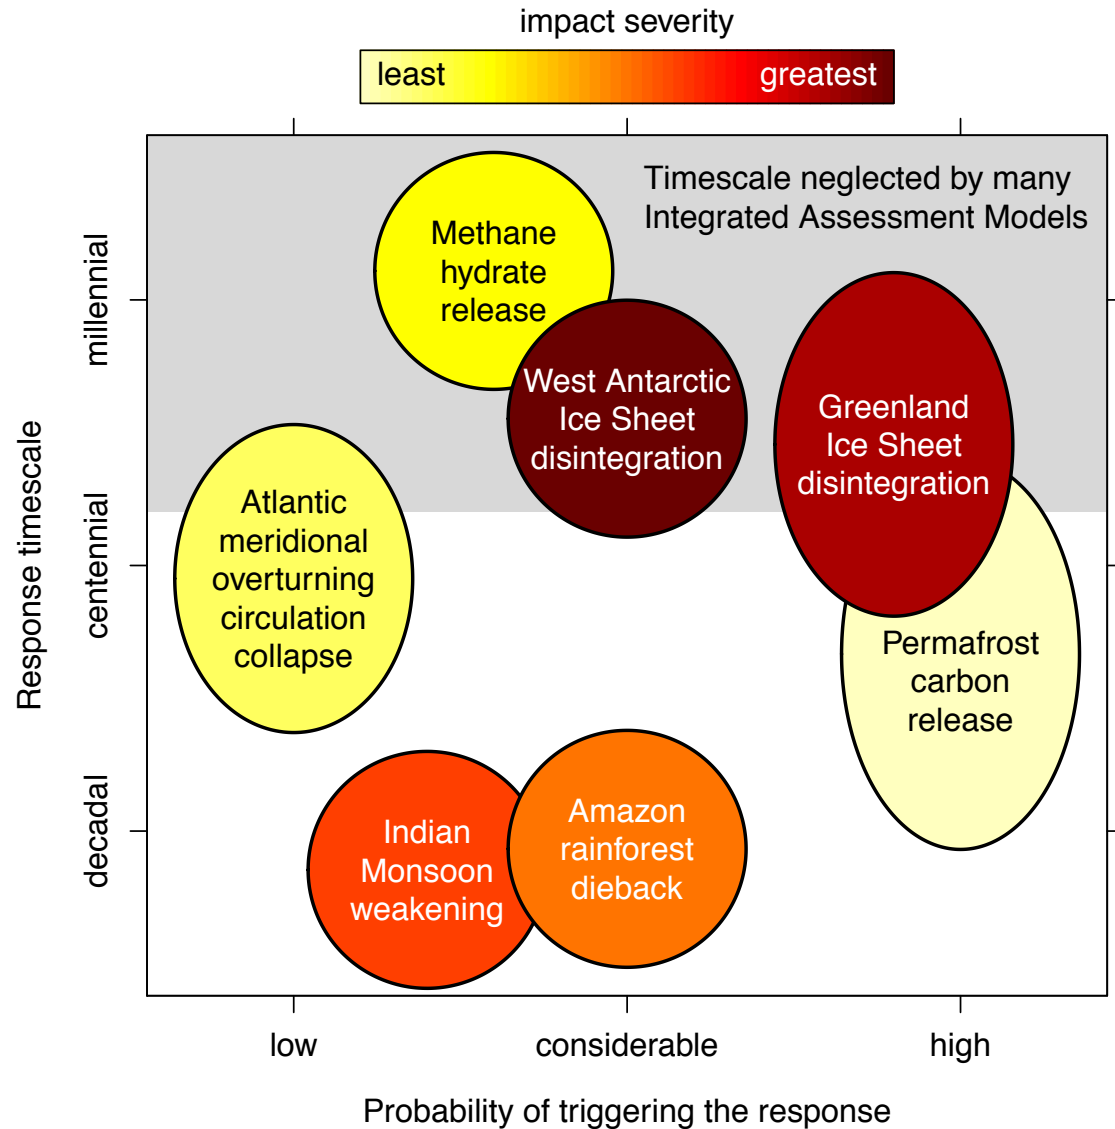 impact severity
least
greatest
Timescale neglected by many
Integrated Assessment Models
Methane
hydrate
release
West Antarctic
Ice Sheet
disintegration
Greenland
Ice Sheet
disintegration
Atlantic
meridional
overturning
circulation
collapse
Permafrost
carbon
release
Indian
Monsoon
weakening
Amazon
rainforest
dieback
Response timescale
millennial
centennial
decadal
low
considerable
high
Probability of triggering the response